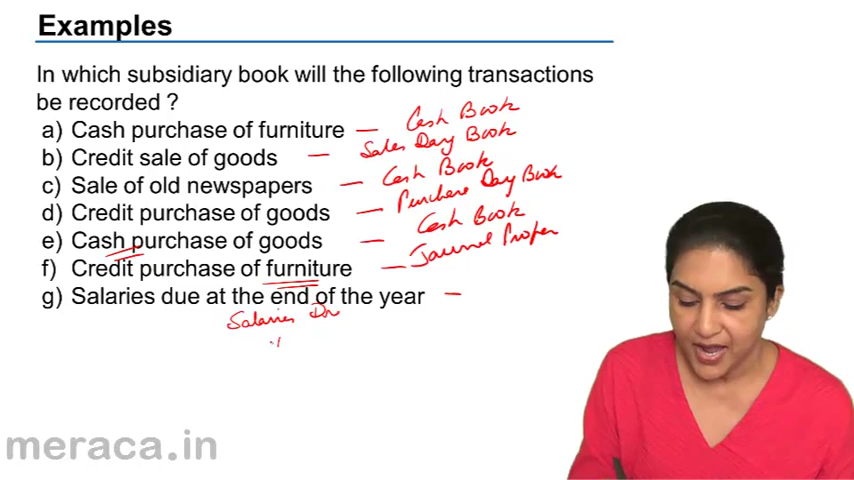 Examples
In which subsidiary book will the following transactions
be recorded ?
a) Cash purchase of furniture — Cash Book
b) Credit sale of goods — Sales Day Book
c) Sale of old newspapers — Cash Book
d) Credit purchase of goods — Purchase Day Book
e) Cash purchase of goods — Cash Book
f) Credit purchase of furniture — Journal Proper
g) Salaries due at the end of the year —
Salaries Dr
meraca.in